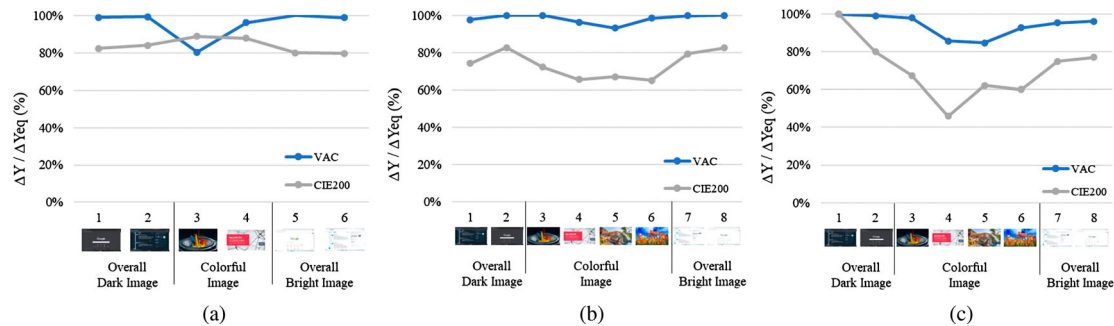 ΔY / ΔYeq (%)
100%
80%
60%
40%
20%
0%
VAC
CIE200
1 2 3 4 5 6
Overall Dark Image
Colorful Image
Overall Bright Image
(a)
ΔY / ΔYeq (%)
100%
80%
60%
40%
20%
0%
VAC
CIE200
1 2 3 4 5 6 7 8
Overall Dark Image
Colorful Image
Overall Bright Image
(b)
ΔY / ΔYeq (%)
100%
80%
60%
40%
20%
0%
VAC
CIE200
1 2 3 4 5 6 7 8
Overall Dark Image
Colorful Image
Overall Bright Image
(c)